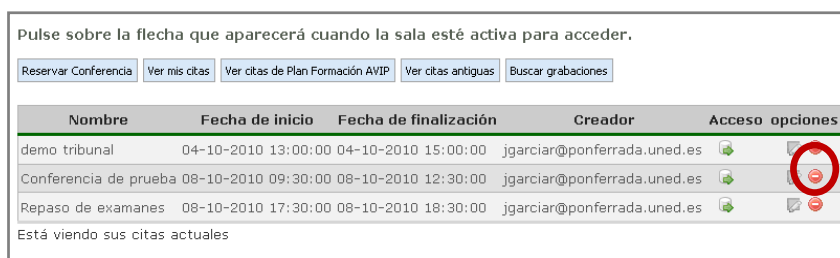 Pulse sobre la flecha que aparecerá cuando la sala esté activa para acceder.
Reservar Conferencia Ver mis citas Ver citas de Plan Formación AVIP Ver citas antiguas Buscar grabaciones
Nombre Fecha de inicio Fecha de finalización Creador Acceso opciones
demo tribunal 04-10-2010 13:00:00 04-10-2010 15:00:00 jgarciar@ponferrada.uned.es
Conferencia de prueba 08-10-2010 09:30:00 08-10-2010 12:30:00 jgarciar@ponferrada.uned.es
Repaso de examanes 08-10-2010 17:30:00 08-10-2010 18:30:00 jgarciar@ponferrada.uned.es
Está viendo sus citas actuales